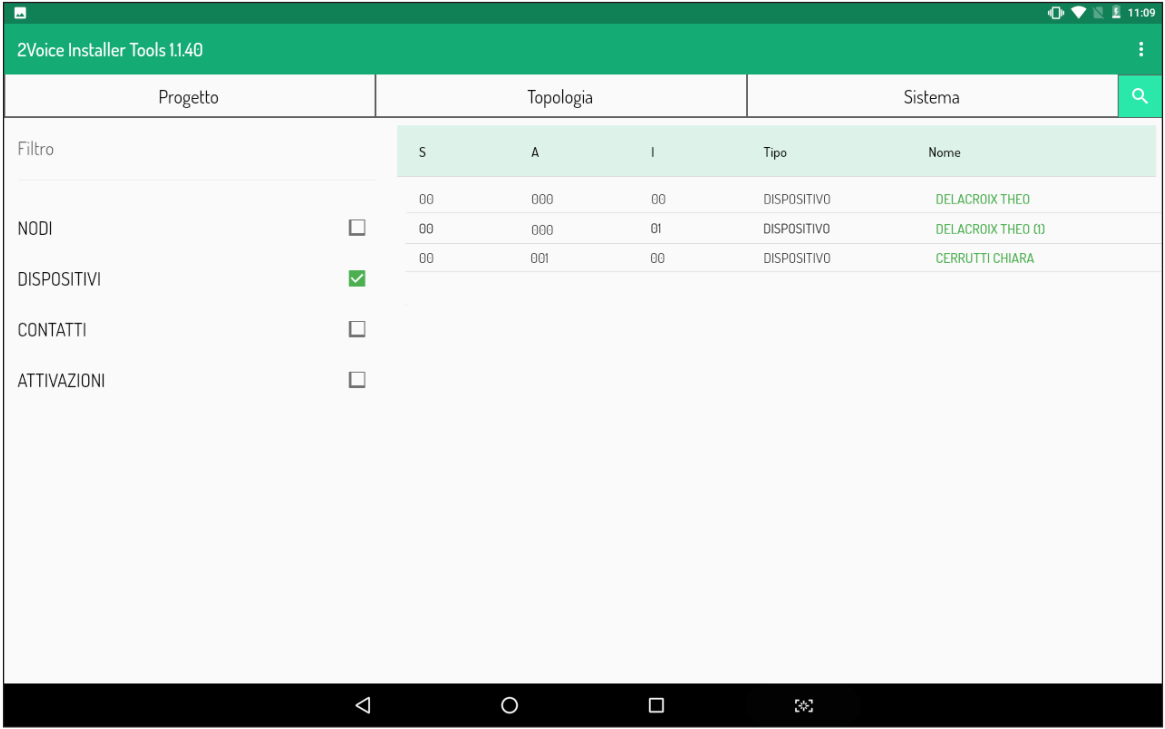 11:09
2Voice Installer Tools 1.1.40
Progetto Topologia Sistema
Filtro
S A I Tipo Nome
00 000 00 DISPOSITIVO DELACROIX THEO
NODI
00 000 01 DISPOSITIVO DELACROIX THEO (1)
00 001 00 DISPOSITIVO CERRUTTI CHIARA
DISPOSITIVI
CONTATTI
ATTIVAZIONI